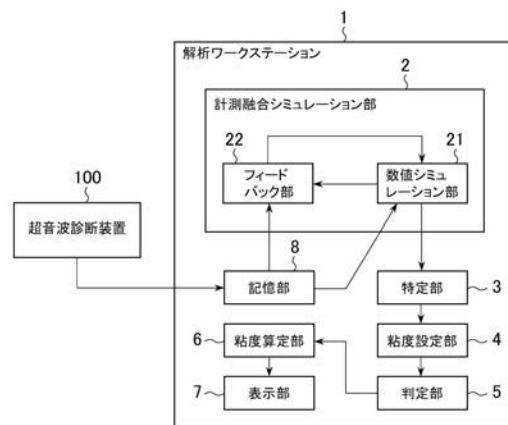 1
解析ワークステーション
2
計測融合シミュレーション部
22
21
フィード
バック部
数値シミュ
レーション部
100
超音波診断装置
8
記憶部
特定部
3
6
粘度算定部
粘度設定部
4
7
表示部
判定部
5